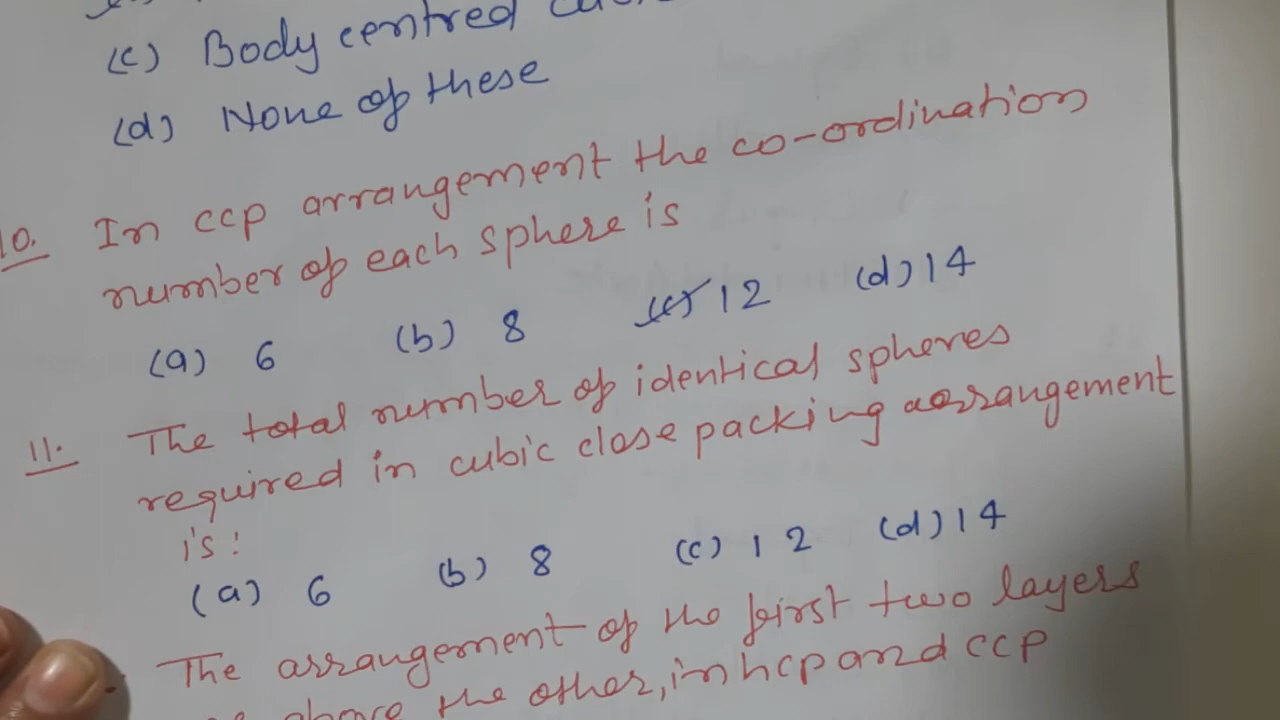 (c) Body centred
(d) None of these
10. In ccp arrangement the co-ordination
number of each sphere is
(a) 6 (b) 8 (c) 12 (d) 14
11. The total number of identical spheres
required in cubic close packing arrangement
is:
(a) 6 (b) 8 (c) 12 (d) 14
The arrangement of the first two layers
above the other, in hcp and ccp